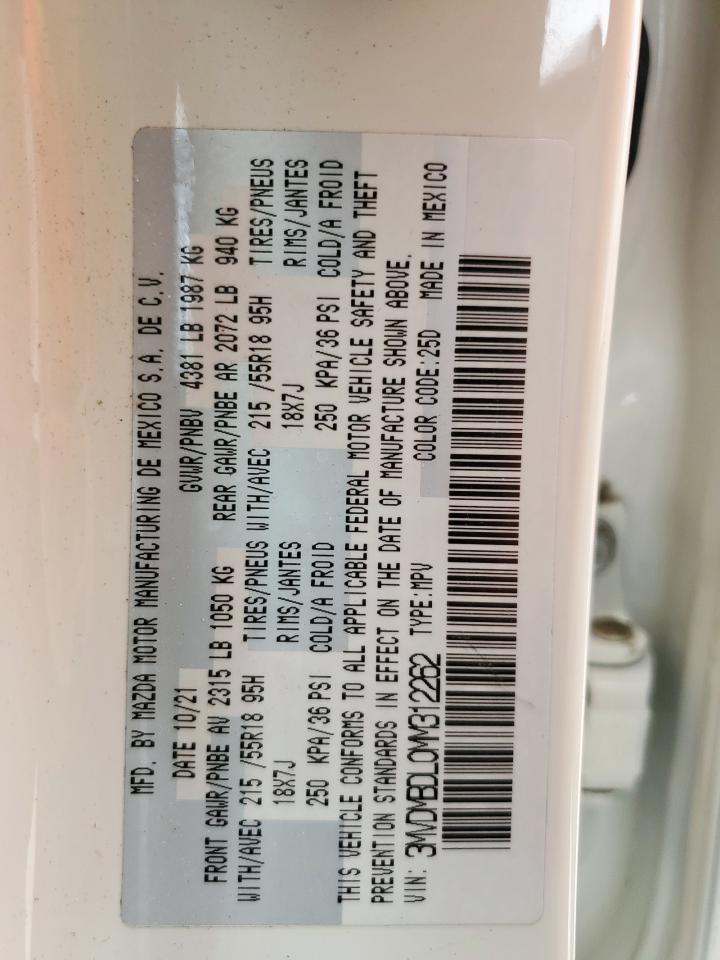 MFD. BY MAZDA MOTOR MANUFACTURING DE MEXICO S.A. DE C.V.
DATE 10/21 GVWR/PNBV 4381 LB 1987 KG
FRONT GAWR/PNBE AV 2315 LB 1050 KG REAR GAWR/PNBE AR 2072 LB 940 KG
WITH/AVEC 215 /55R18 95H TIRES/PNEUS WITH/AVEC 215 /55R18 95H TIRES/PNEUS
18X7J RIMS/JANTES 18X7J RIMS/JANTES
250 KPA/36 PSI COLD/A FROID 250 KPA/36 PSI COLD/A FROID
THIS VEHICLE CONFORMS TO ALL APPLICABLE FEDERAL MOTOR VEHICLE SAFETY AND THEFT
PREVENTION STANDARDS IN EFFECT ON THE DATE OF MANUFACTURE SHOWN ABOVE.
VIN: 3MVDMBDL0MM312262 TYPE:MPV COLOR CODE:25D MADE IN MEXICO